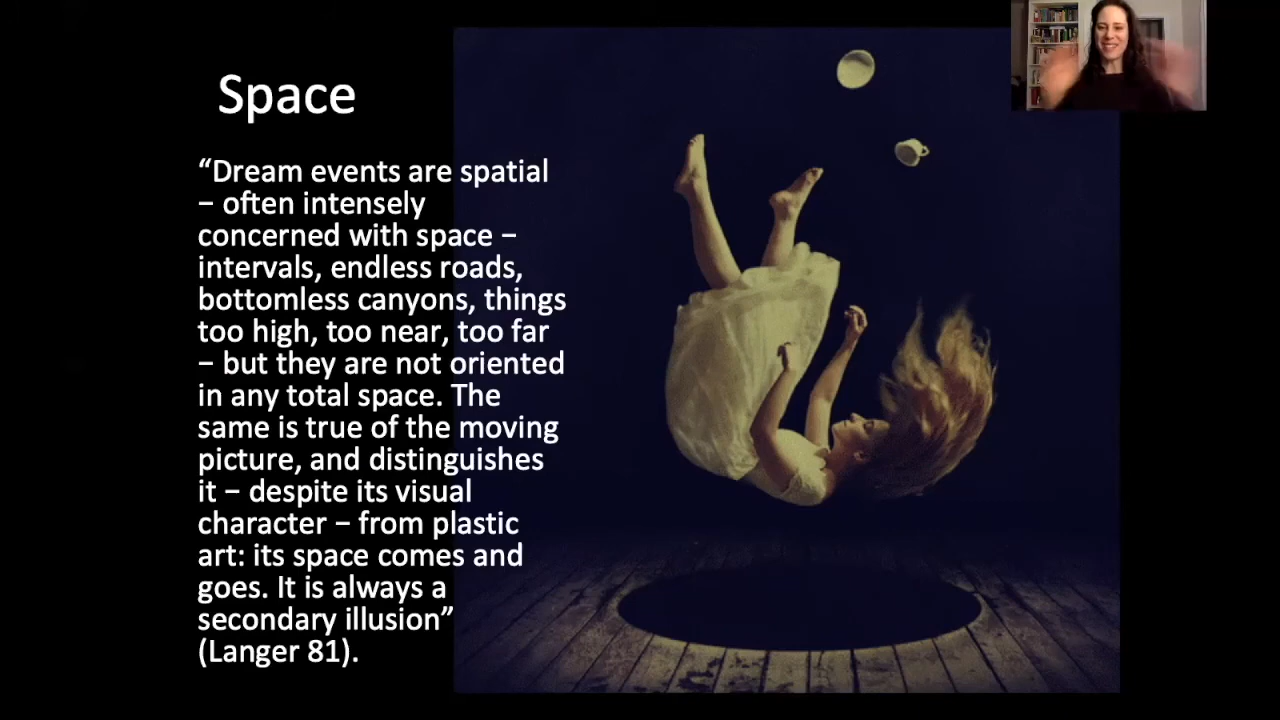 Space
“Dream events are spatial
– often intensely
concerned with space –
intervals, endless roads,
bottomless canyons, things
too high, too near, too far
– but they are not oriented
in any total space. The
same is true of the moving
picture, and distinguishes
it – despite its visual
character – from plastic
art: its space comes and
goes. It is always a
secondary illusion”
(Langer 81).